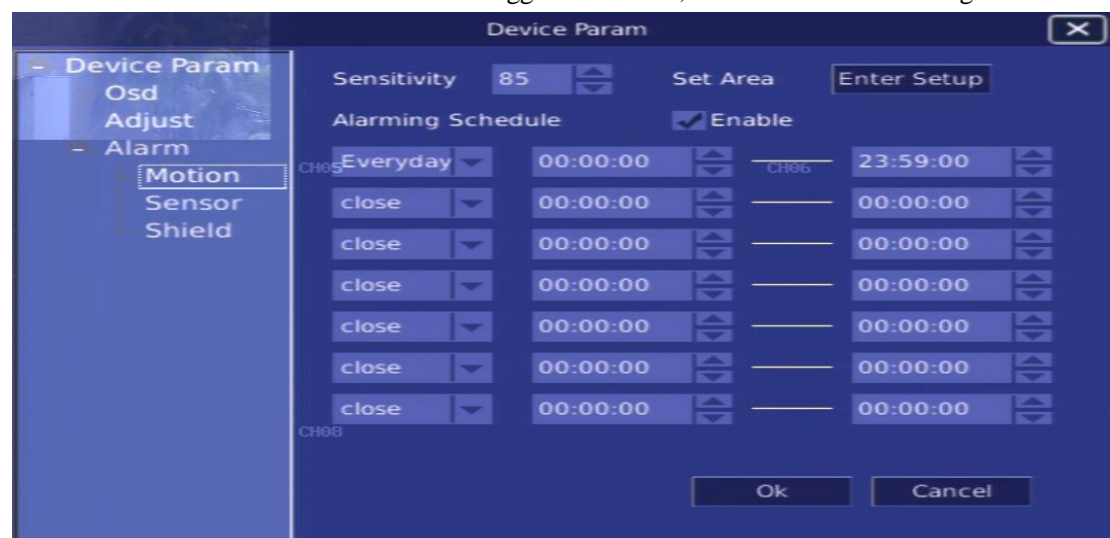 Device Param
Device Param
Osd
Adjust
Alarm
Motion
Sensor
Shield
Sensitivity 85 Set Area Enter Setup
Alarming Schedule Enable
CH05 Everyday 00:00:00 CH06 23:59:00
close 00:00:00 00:00:00
close 00:00:00 00:00:00
close 00:00:00 00:00:00
close 00:00:00 00:00:00
close 00:00:00 00:00:00
close 00:00:00 00:00:00
CH08
Ok Cancel